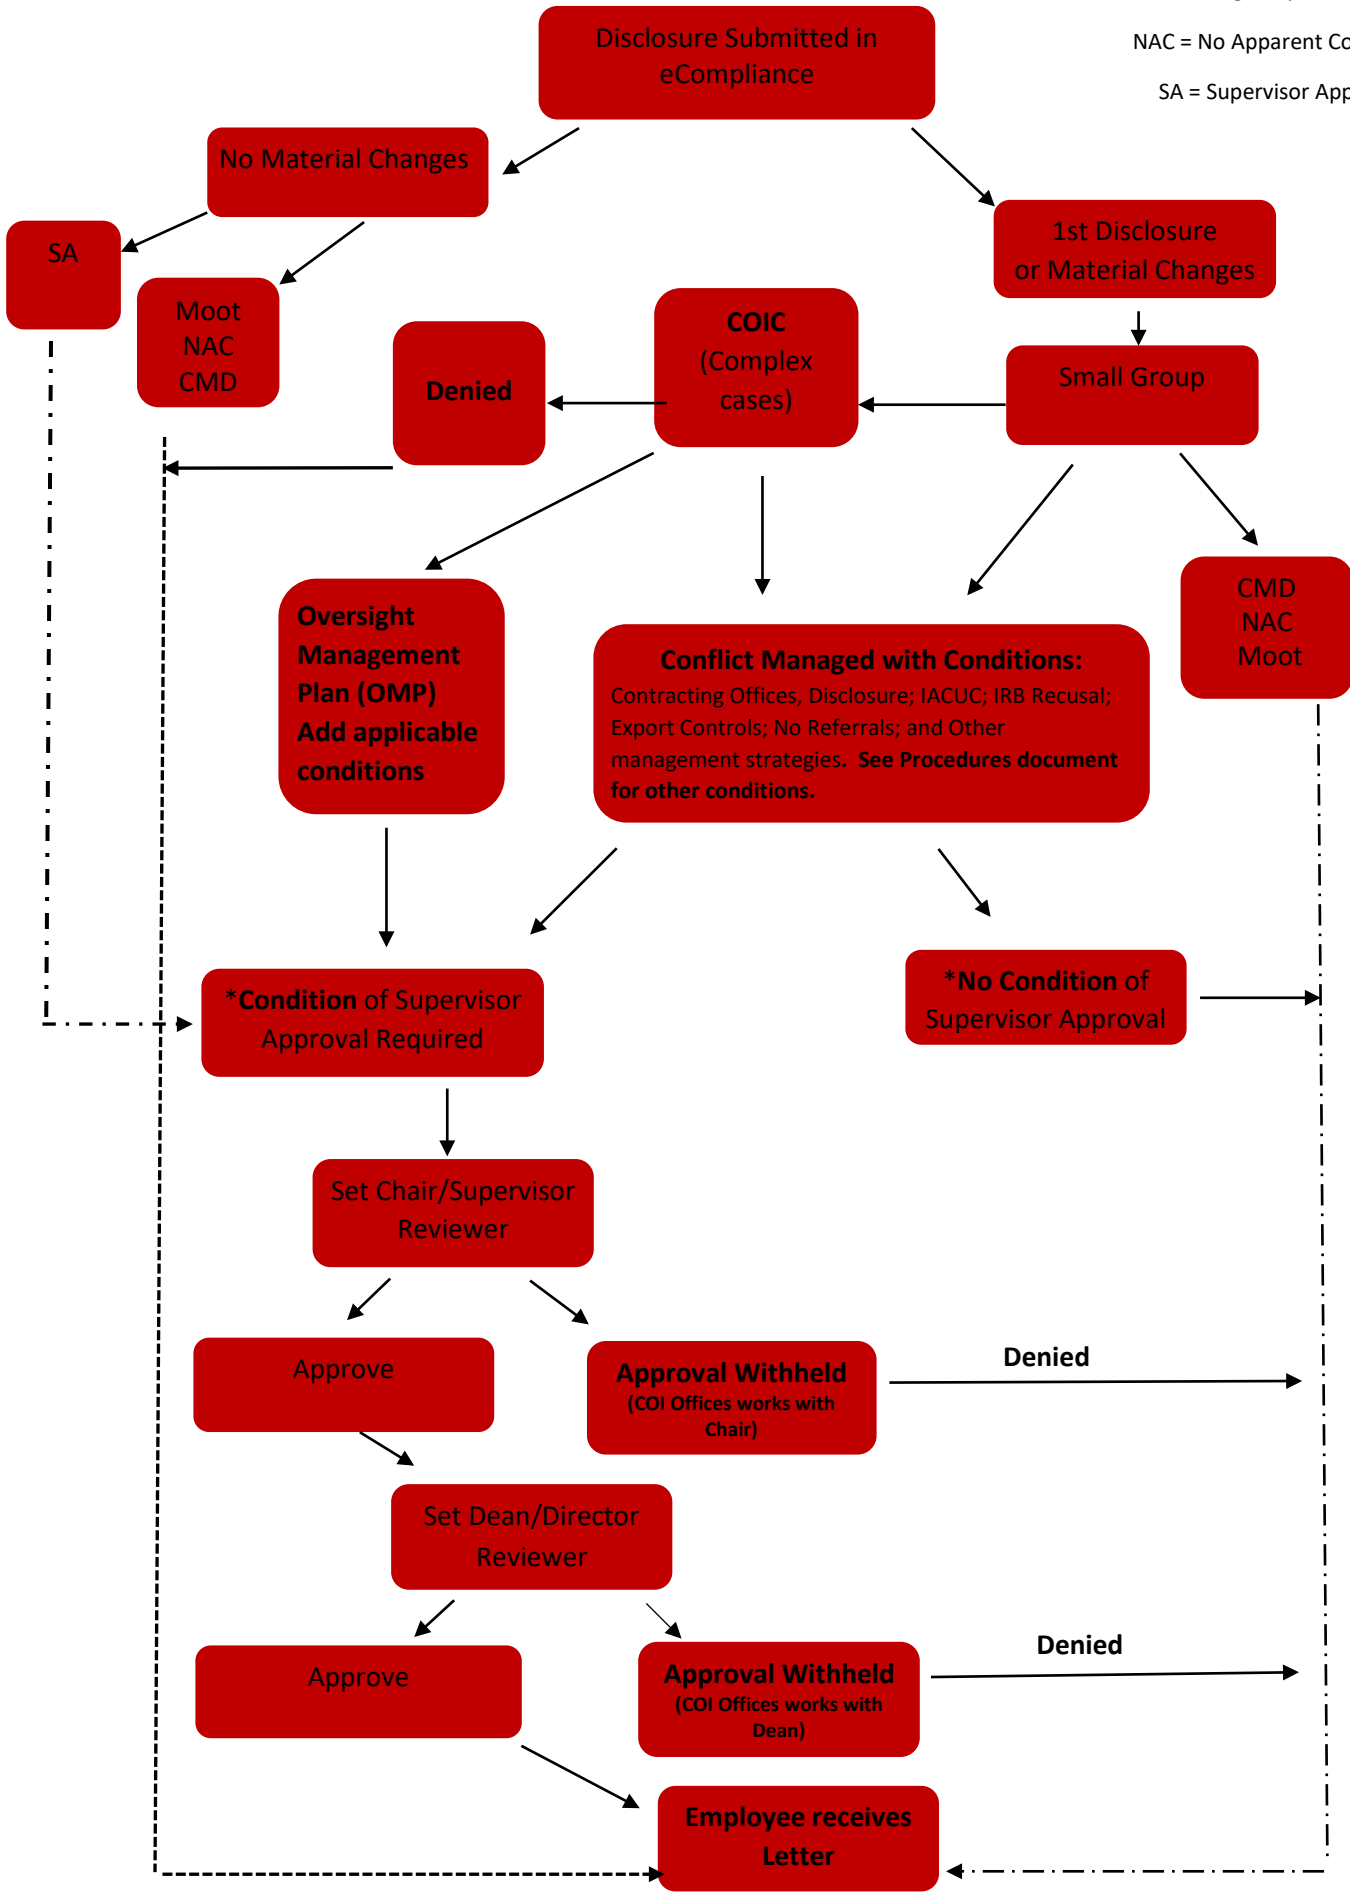 NAC = No Apparent Co
SA = Supervisor App
Disclosure Submitted in
eCompliance
No Material Changes
1st Disclosure
or Material Changes
SA
Moot
NAC
CMD
Denied
COIC
(Complex
cases)
Small Group
CMD
NAC
Moot
Oversight
Management
Plan (OMP)
Add applicable
conditions
Conflict Managed with Conditions:
Contracting Offices, Disclosure; IACUC; IRB Recusal;
Export Controls; No Referrals; and Other
management strategies.  See Procedures document
for other conditions.
*Condition of Supervisor
Approval Required
*No Condition of
Supervisor Approval
Set Chair/Supervisor
Reviewer
Approve
Approval Withheld
(COI Offices works with
Chair)
Denied
Set Dean/Director
Reviewer
Approve
Approval Withheld
(COI Offices works with
Dean)
Denied
Employee receives
Letter